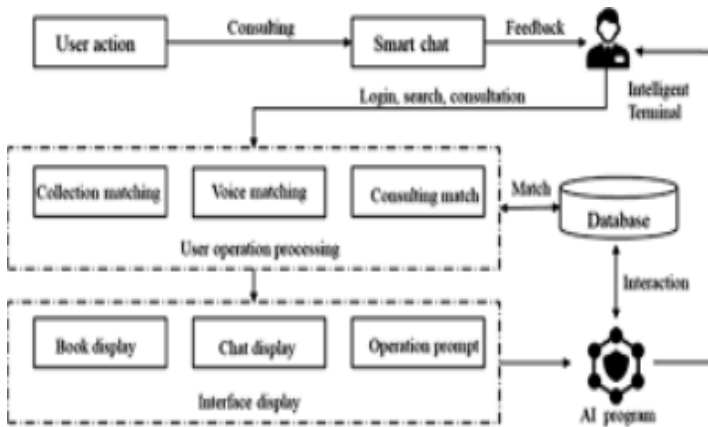 Consulting
Feedback
User action
Smart chat
Intelligent
Terminal
Login, search, consultation
Collection matching
Voice matching
Consulting match
Match
Database
User operation processing
Interaction
Book display
Chat display
Operation prompt
Interface display
AI program